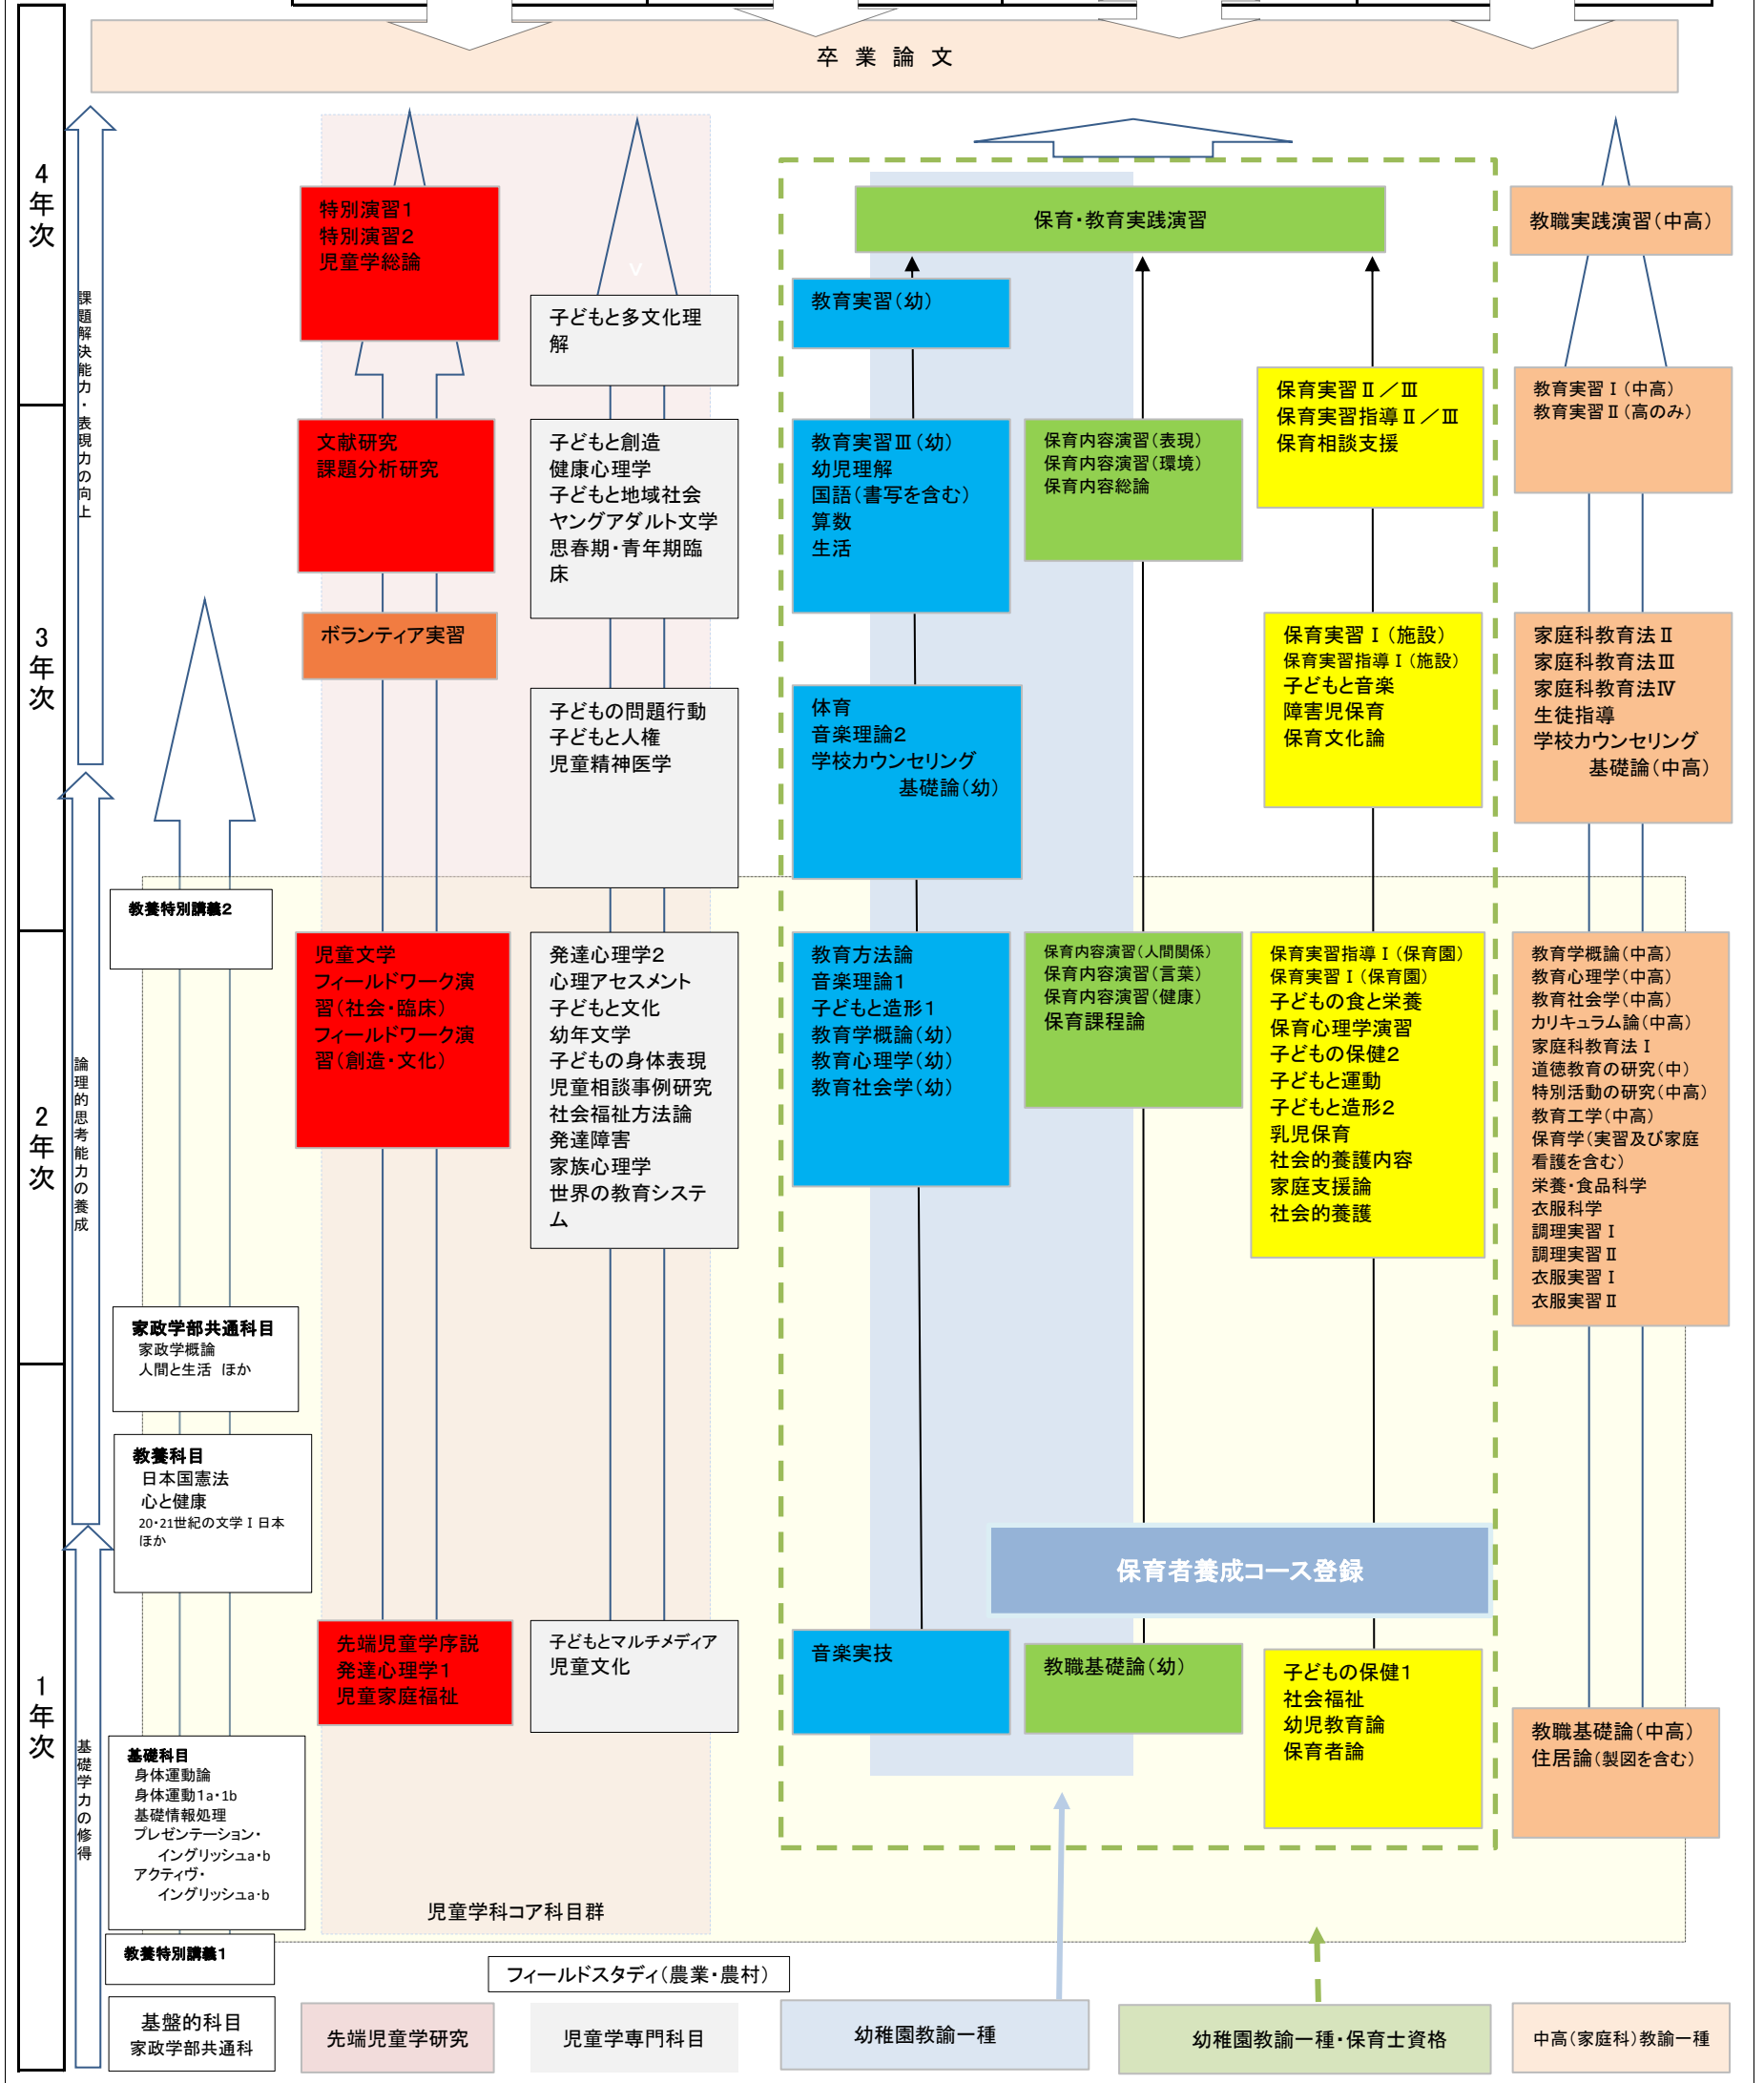 卒 業 論 文
4年次
3年次
2年次
1年次
課題解決能力・表現力の向上
論理的思考能力の養成
基礎学力の修得
教養特別講義2
家政学部共通科目
家政学概論
人間と生活 ほか
教養科目
日本国憲法
心と健康
20・21世紀の文学Ⅰ日本
ほか
基礎科目
身体運動論
身体運動1a・1b
基礎情報処理
プレゼンテーション・
イングリッシュa・b
アクティヴ・
イングリッシュa・b
教養特別講義1
基盤的科目
家政学部共通科
特別演習1
特別演習2
児童学総論
文献研究
課題分析研究
ボランティア実習
児童文学
フィールドワーク演
習(社会・臨床)
フィールドワーク演
習(創造・文化)
先端児童学序説
発達心理学1
児童家庭福祉
先端児童学研究
V
子どもと多文化理
解
子どもと創造
健康心理学
子どもと地域社会
ヤングアダルト文学
思春期・青年期臨
床
子どもの問題行動
子どもと人権
児童精神医学
発達心理学2
心理アセスメント
子どもと文化
幼年文学
子どもの身体表現
児童相談事例研究
社会福祉方法論
発達障害
家族心理学
世界の教育システ
ム
子どもとマルチメディア
児童文化
児童学科コア科目群
フィールドスタディ(農業・農村)
児童学専門科目
保育・教育実践演習
教育実習(幼)
教育実習Ⅲ(幼)
幼児理解
国語(書写を含む)
算数
生活
体育
音楽理論2
学校カウンセリング
基礎論(幼)
教育方法論
音楽理論1
子どもと造形1
教育学概論(幼)
教育心理学(幼)
教育社会学(幼)
音楽実技
幼稚園教諭一種
保育内容演習(表現)
保育内容演習(環境)
保育内容総論
保育内容演習(人間関係)
保育内容演習(言葉)
保育内容演習(健康)
保育課程論
保育者養成コース登録
教職基礎論(幼)
保育実習Ⅱ/Ⅲ
保育実習指導Ⅱ/Ⅲ
保育相談支援
保育実習Ⅰ(施設)
保育実習指導Ⅰ(施設)
子どもと音楽
障害児保育
保育文化論
保育実習指導Ⅰ(保育園)
保育実習Ⅰ(保育園)
子どもの食と栄養
保育心理学演習
子どもの保健2
子どもと運動
子どもと造形2
乳児保育
社会的養護内容
家庭支援論
社会的養護
子どもの保健1
社会福祉
幼児教育論
保育者論
幼稚園教諭一種・保育士資格
教職実践演習(中高)
教育実習Ⅰ(中高)
教育実習Ⅱ(高のみ)
家庭科教育法Ⅱ
家庭科教育法Ⅲ
家庭科教育法Ⅳ
生徒指導
学校カウンセリング
基礎論(中高)
教育学概論(中高)
教育心理学(中高)
教育社会学(中高)
カリキュラム論(中高)
家庭科教育法Ⅰ
道徳教育の研究(中)
特別活動の研究(中高)
教育工学(中高)
保育学(実習及び家庭
看護を含む)
栄養・食品科学
衣服科学
調理実習Ⅰ
調理実習Ⅱ
衣服実習Ⅰ
衣服実習Ⅱ
教職基礎論(中高)
住居論(製図を含む)
中高(家庭科)教諭一種